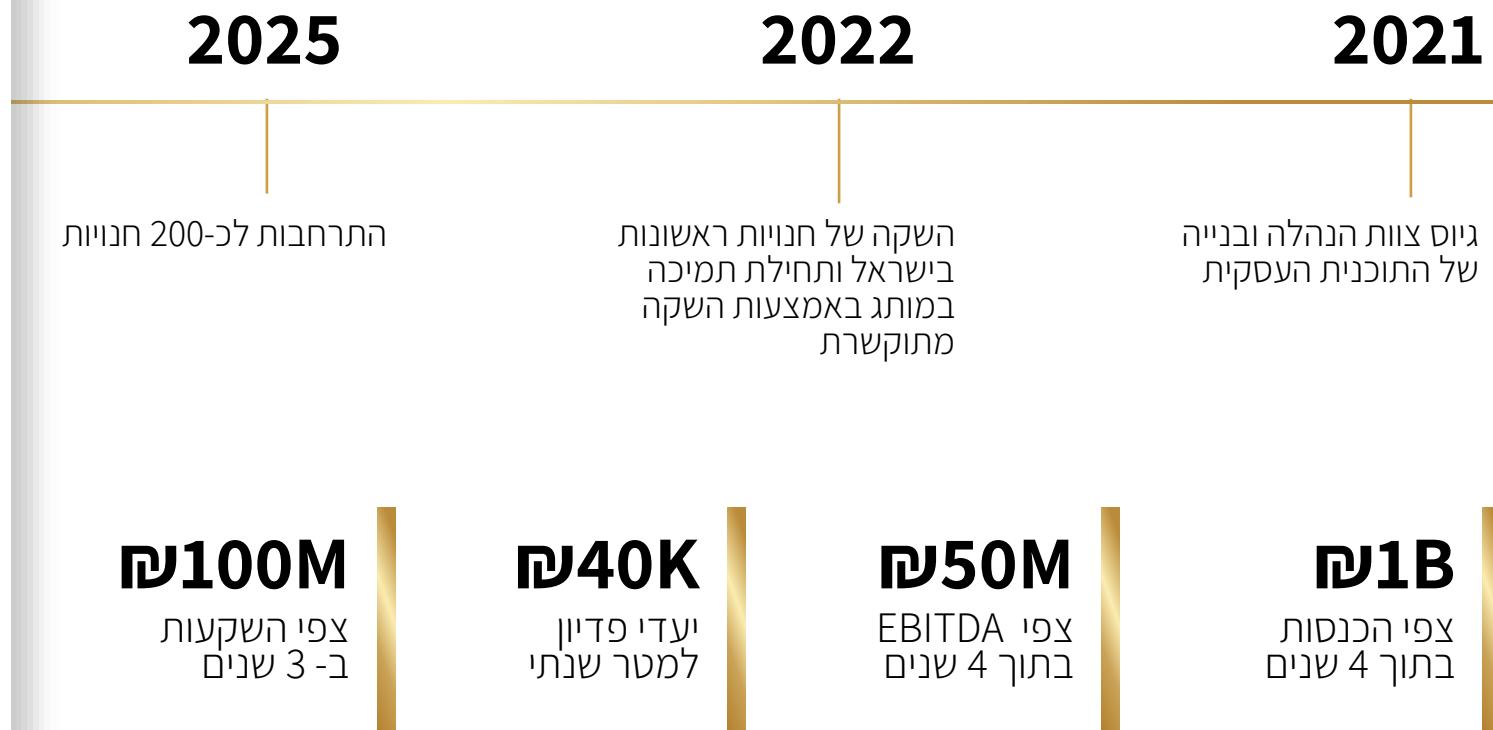 2021
גיוס צוות הנהלה ובנייה
של התוכנית העסקית
2022
השקה של חנויות ראשונות
בישראל ותחילת תמיכה
במותג באמצעות השקה
מתוקשרת
2025
התרחבות לכ-200 חנויות
₪1B
צפי הכנסות
בתוך 4 שנים
₪50M
צפי EBITDA
בתוך 4 שנים
₪40K
יעדי פדיון
למטר שנתי
₪100M
צפי השקעות
ב- 3 שנים